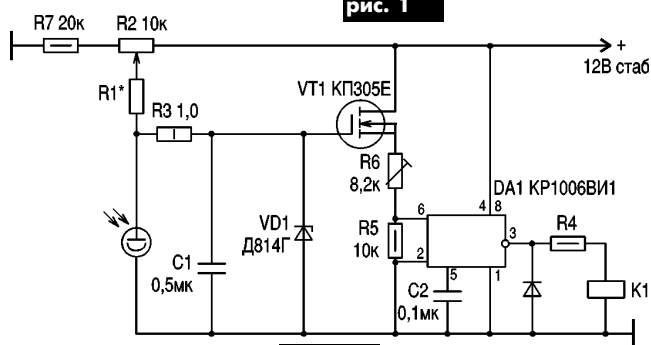 рис. 1
R7 20к
R2 10к
+
12В стаб
R1*
VT1 КП305Е
R3 1,0
R6
8,2к
DA1 КР1006ВИ1
4 8
6
3
R4
VD1
Д814Г
R5
10к
2
5
1
C1
0,5мк
C2
0,1мк
K1